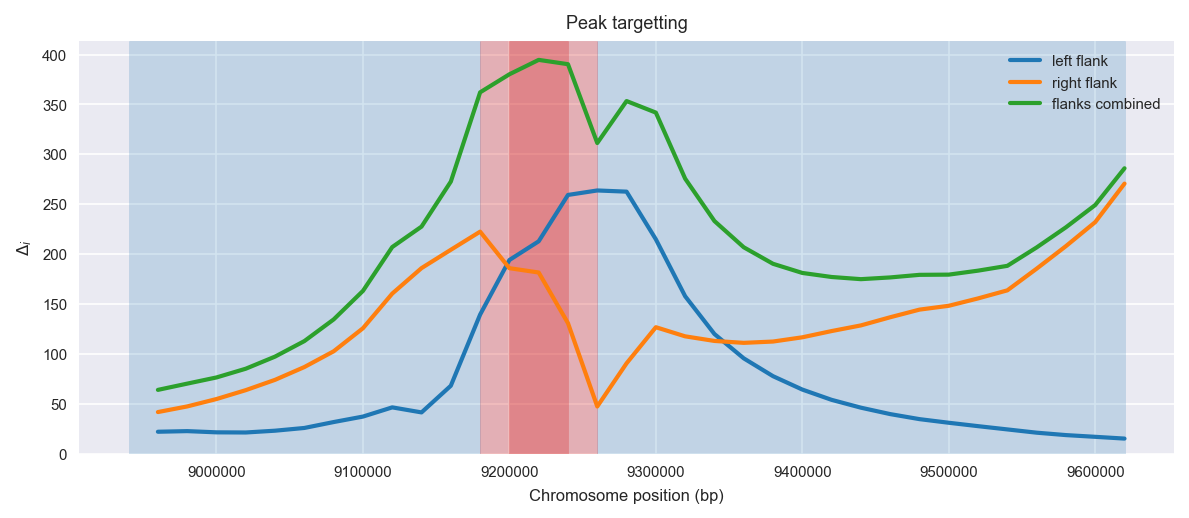 Peak targetting
400
350
300
250
200
150
100
50
0
Δi
left flank
right flank
flanks combined
9000000 9100000 9200000 9300000 9400000 9500000 9600000
Chromosome position (bp)